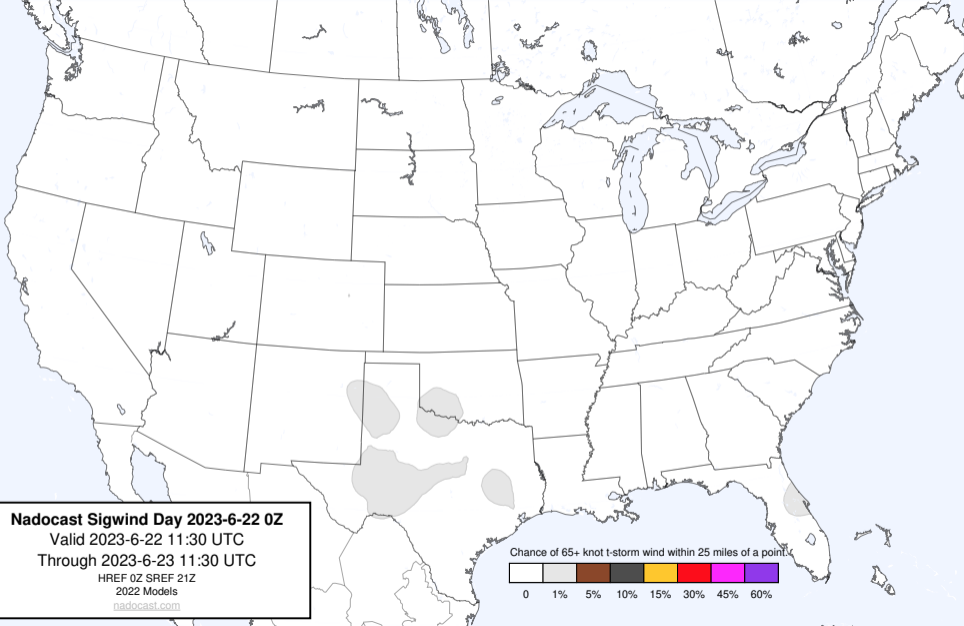 Nadocast Sigwind Day 2023-6-22 0Z
Valid 2023-6-22 11:30 UTC
Through 2023-6-23 11:30 UTC
HREF 0Z SREF 21Z
2022 Models
nadocast.com
Chance of 65+ knot t-storm wind within 25 miles of a point.
0 1% 5% 10% 15% 30% 45% 60%